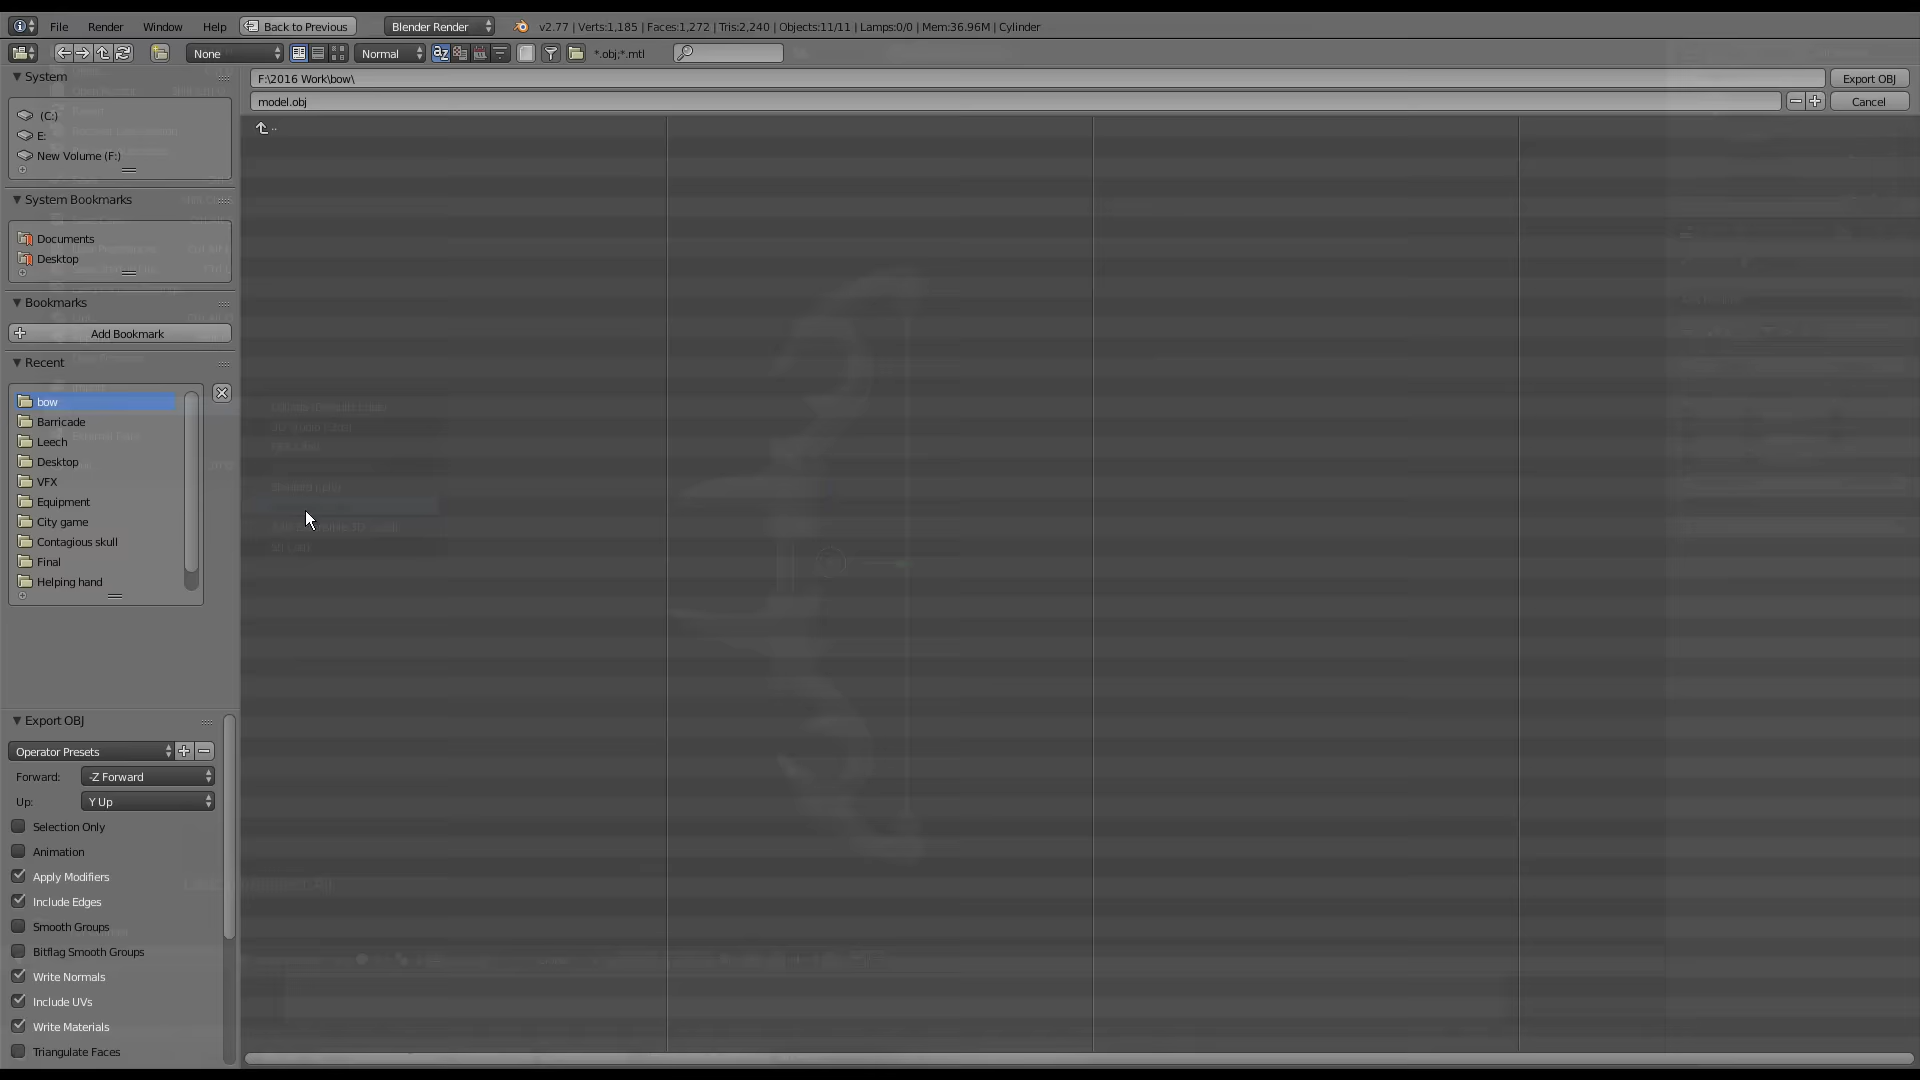 File Render Window Help Back to Previous Blender Render v2.77 | Verts:1,185 | Faces:1,272 | Tris:2,240 | Objects:11/11 | Lamps:0/0 | Mem:36.96M | Cylinder
None Normal *.obj;*.mtl
System
F:\2016 Work\bow\ Export OBJ
model.obj Cancel
(C:)
..
E:
New Volume (F:)
System Bookmarks
Documents
Desktop
Bookmarks
Add Bookmark
Recent
bow
Barricade
Leech
Desktop
VFX
Equipment
City game
Contagious skull
Final
Helping hand
Export OBJ
Operator Presets
Forward: -Z Forward
Up: Y Up
Selection Only
Animation
Apply Modifiers
Include Edges
Smooth Groups
Bitflag Smooth Groups
Write Normals
Include UVs
Write Materials
Triangulate Faces